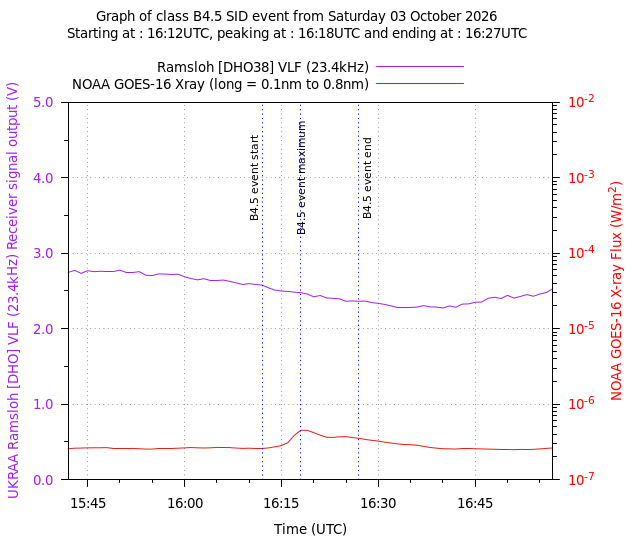 Graph of class B4.5 SID event from Saturday 03 October 2026
Starting at : 16:12UTC, peaking at : 16:18UTC and ending at : 16:27UTC
Ramsloh [DHO38] VLF (23.4kHz)
NOAA GOES-16 Xray (long = 0.1nm to 0.8nm)
UKRAA Ramsloh [DHO] VLF (23.4kHz) Receiver signal output (V)
5.0
4.0
3.0
2.0
1.0
0.0
B4.5 event start
B4.5 event maximum
B4.5 event end
10-2
10-3
10-4
10-5
10-6
10-7
NOAA GOES-16 X-ray Flux (W/m2)
15:45
16:00
16:15
16:30
16:45
Time (UTC)